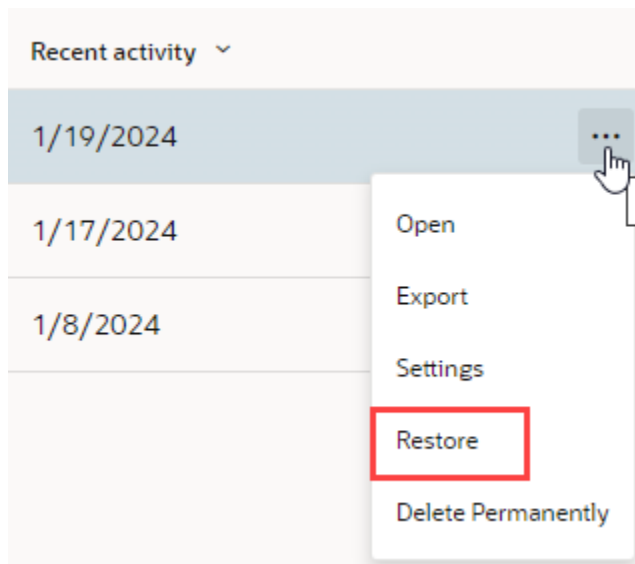 Recent activity
1/19/2024
1/17/2024
1/8/2024
Open
Export
Settings
Restore
Delete Permanently